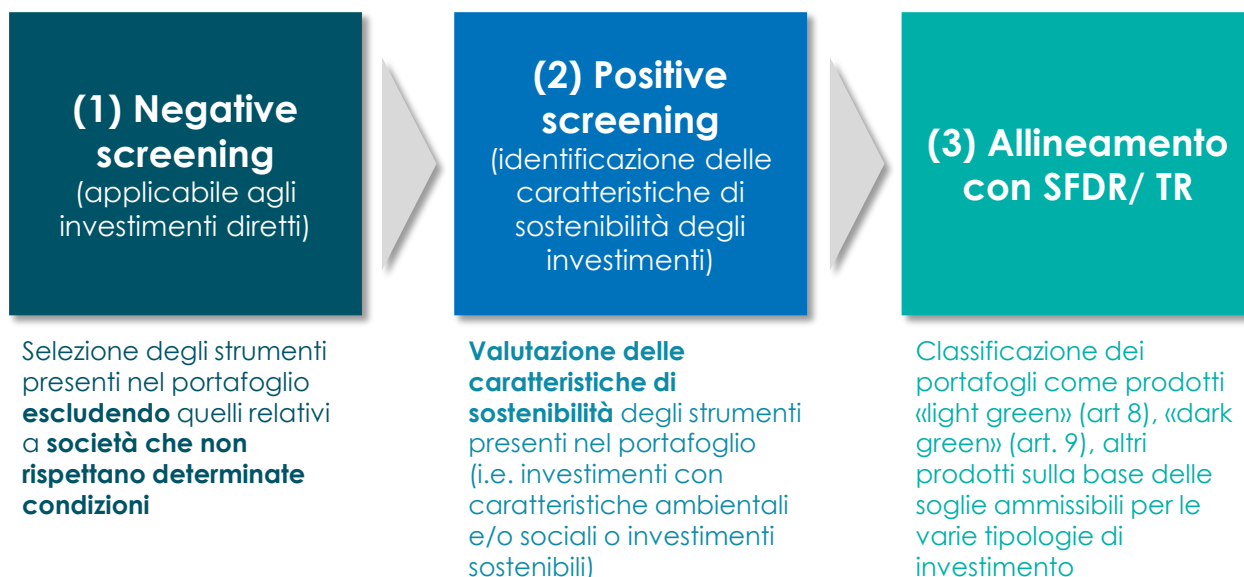 (1) Negative
screening
(applicabile agli
investimenti diretti)
Selezione degli strumenti
presenti nel portafoglio
escludendo quelli relativi
a società che non
rispettano determinate
condizioni
(2) Positive
screening
(identificazione delle
caratteristiche di
sostenibilità degli
investimenti)
Valutazione delle
caratteristiche di
sostenibilità degli strumenti
presenti nel portafoglio
(i.e. investimenti con
caratteristiche ambientali
e/o sociali o investimenti
sostenibili)
(3) Allineamento
con SFDR/ TR
Classificazione dei
portafogli come prodotti
«light green» (art 8), «dark
green» (art. 9), altri
prodotti sulla base delle
soglie ammissibili per le
varie tipologie di
investimento